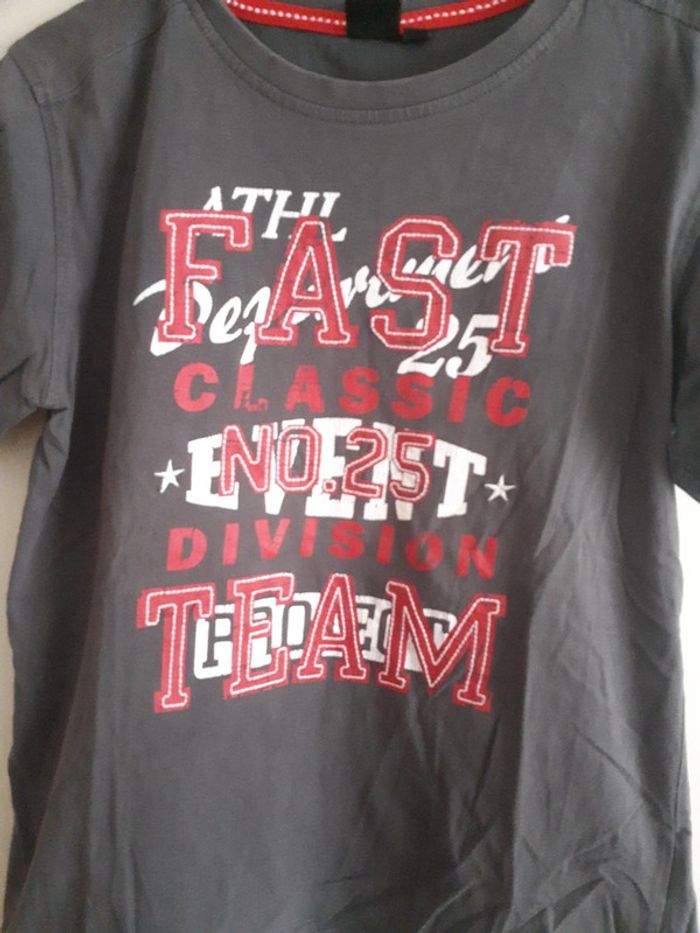 ATHL
FAST
Department
25
CLASSIC
EVENT
NO.25
DIVISION
TEAM